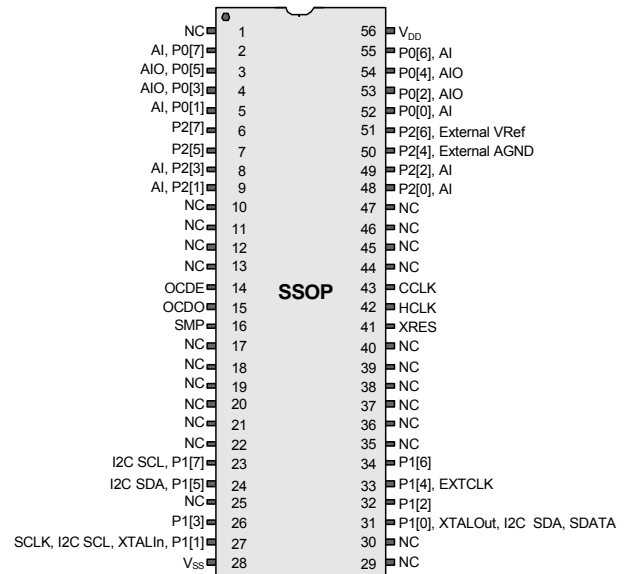 NC 1 56 VDD
AI, P0[7] 2 55 P0[6], AI
AIO, P0[5] 3 54 P0[4], AIO
AIO, P0[3] 4 53 P0[2], AIO
AI, P0[1] 5 52 P0[0], AI
P2[7] 6 51 P2[6], External VRef
P2[5] 7 50 P2[4], External AGND
AI, P2[3] 8 49 P2[2], AI
AI, P2[1] 9 48 P2[0], AI
NC 10 47 NC
NC 11 46 NC
NC 12 45 NC
NC 13 44 NC
OCDE 14 SSOP 43 CCLK
OCDO 15 42 HCLK
SMP 16 41 XRES
NC 17 40 NC
NC 18 39 NC
NC 19 38 NC
NC 20 37 NC
NC 21 36 NC
NC 22 35 NC
I2C SCL, P1[7] 23 34 P1[6]
I2C SDA, P1[5] 24 33 P1[4], EXTCLK
NC 25 32 P1[2]
P1[3] 26 31 P1[0], XTALOut, I2C SDA, SDATA
SCLK, I2C SCL, XTALIn, P1[1] 27 30 NC
Vss 28 29 NC